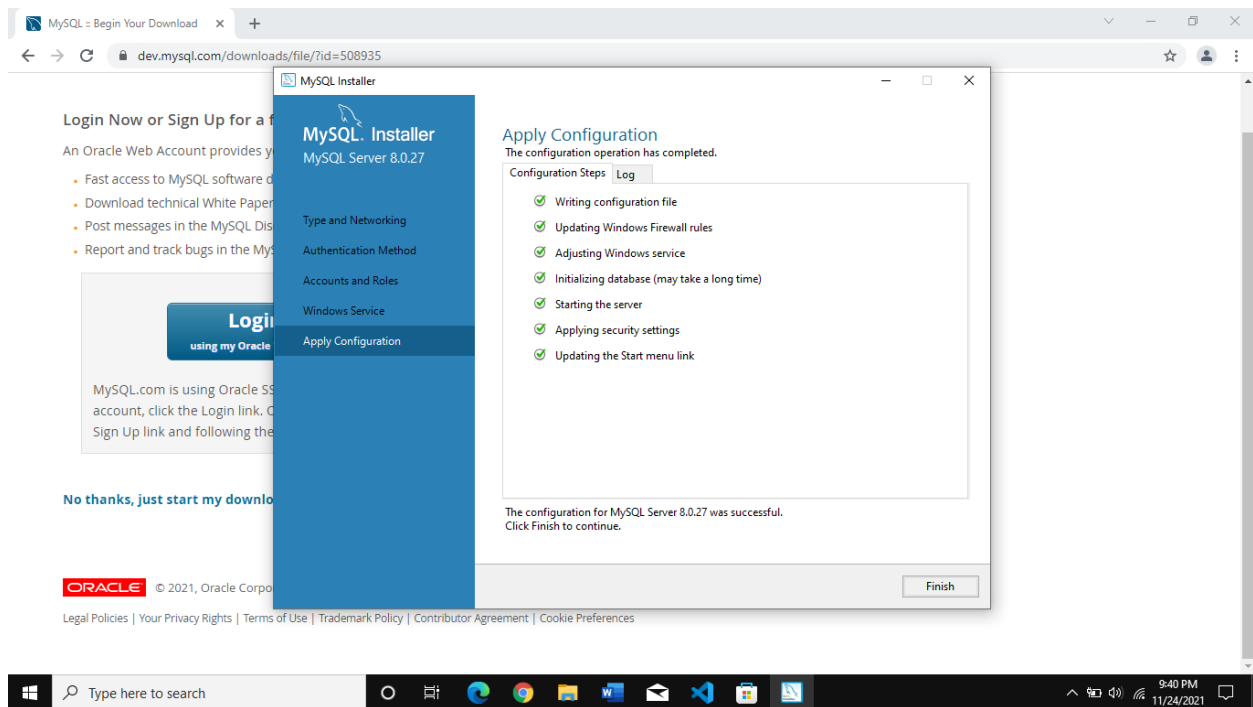 MySQL :: Begin Your Download
dev.mysql.com/downloads/file/?id=508935
Login Now or Sign Up for a f
An Oracle Web Account provides y
Fast access to MySQL software d
Download technical White Paper
Post messages in the MySQL Dis
Report and track bugs in the MyS
Logi
using my Oracle
MySQL.com is using Oracle SS
account, click the Login link. O
Sign Up link and following the
No thanks, just start my downlo
ORACLE © 2021, Oracle Corpo
Legal Policies | Your Privacy Rights | Terms of Use | Trademark Policy | Contributor Agreement | Cookie Preferences
MySQL Installer
MySQL. Installer
MySQL Server 8.0.27
Type and Networking
Authentication Method
Accounts and Roles
Windows Service
Apply Configuration
Apply Configuration
The configuration operation has completed.
Configuration Steps Log
Writing configuration file
Updating Windows Firewall rules
Adjusting Windows service
Initializing database (may take a long time)
Starting the server
Applying security settings
Updating the Start menu link
The configuration for MySQL Server 8.0.27 was successful.
Click Finish to continue.
Finish
Type here to search
9:40 PM
11/24/2021